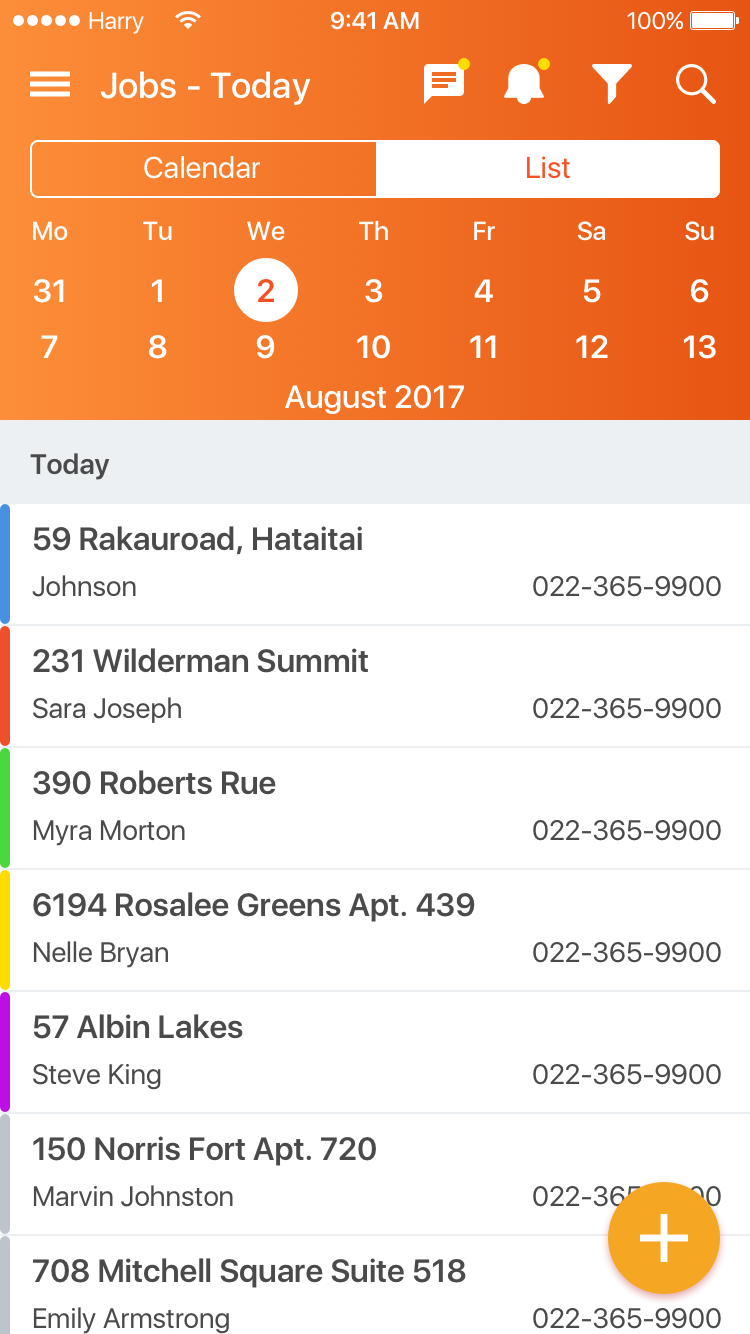 Harry 9:41 AM 100%
Jobs - Today
Calendar List
Mo Tu We Th Fr Sa Su
31 1 2 3 4 5 6
7 8 9 10 11 12 13
August 2017
Today
59 Rakauroad, Hataitai
Johnson 022-365-9900
231 Wilderman Summit
Sara Joseph 022-365-9900
390 Roberts Rue
Myra Morton 022-365-9900
6194 Rosalee Greens Apt. 439
Nelle Bryan 022-365-9900
57 Albin Lakes
Steve King 022-365-9900
150 Norris Fort Apt. 720
Marvin Johnston
708 Mitchell Square Suite 518
Emily Armstrong 022-365-9900